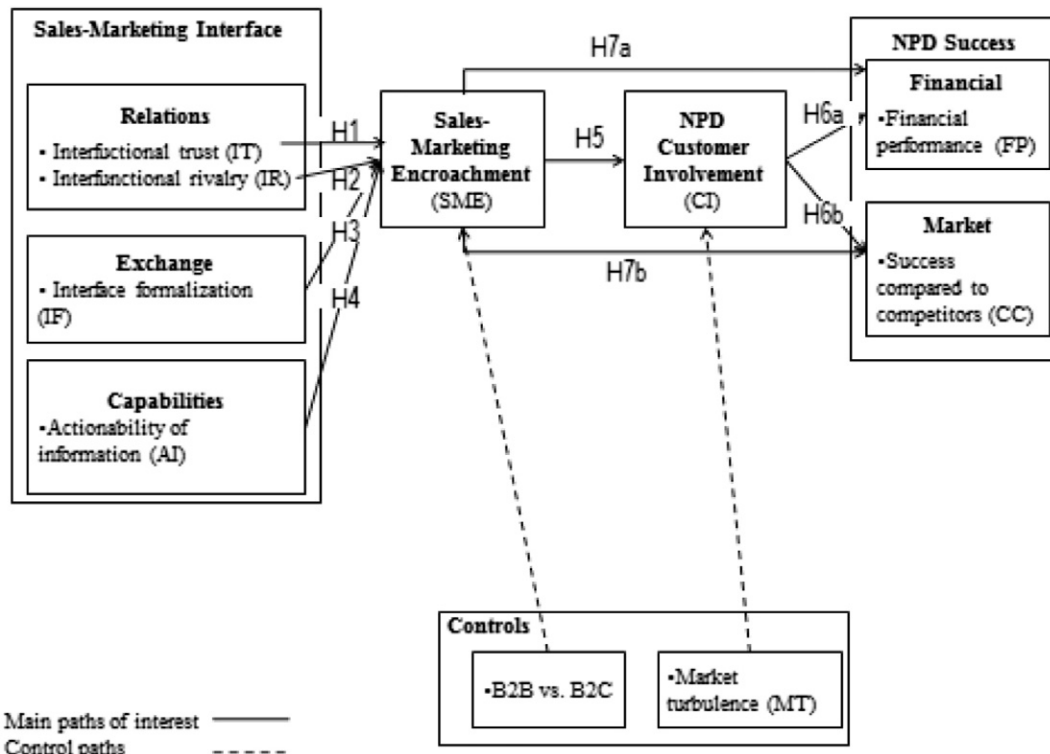 Sales-Marketing Interface
Relations
• Interfuctional trust (IT)
• Interfunctional rivalry (IR)
Exchange
• Interface formalization
(IF)
Capabilities
•Actionability of
information (AI)
H1
H2
H3
H4
Sales-
Marketing
Encroachment
(SME)
H5
H7a
H7b
NPD
Customer
Involvement
(CI)
H6a
H6b
NPD Success
Financial
•Financial
performance (FP)
Market
•Success
compared to
competitors (CC)
Controls
•B2B vs. B2C
•Market
turbulence (MT)
Main paths of interest
Control paths